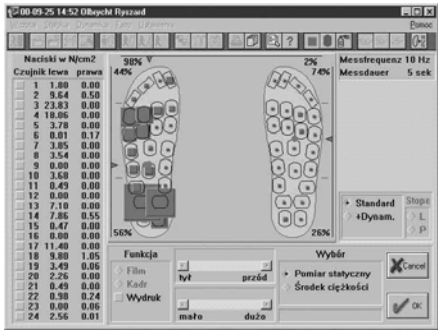 00-09-25 14:52 Olbrycht Ryszard
Wczytaj Statyka Dynamika Fazy Ustawienia
Naciski w N/cm2
Czujnik lewa prawa
1 1.80 0.00
2 9.64 0.50
3 23.83 0.00
4 18.06 0.00
5 3.78 0.00
6 0.01 0.17
7 3.85 0.00
8 3.54 0.00
9 0.00 0.00
10 3.68 0.00
11 0.49 0.00
12 0.00 0.00
13 7.10 0.00
14 7.86 0.55
15 0.47 0.00
16 0.00 0.00
17 11.40 0.00
18 9.80 1.05
19 3.49 0.06
20 2.26 0.00
21 0.49 0.00
22 0.98 0.24
23 0.00 0.06
24 2.56 0.01
98% 2%
44% 74%
56% 26%
Messfrequenz 10 Hz
Messdauer 5 sek
Standard
+Dynam.
Stopa
L
P
Funkcja
Film
Kadr
Wydruk
tył przód
mało dużo
Wybór
Pomiar statyczny
Środek ciężkości
Cancel
OK